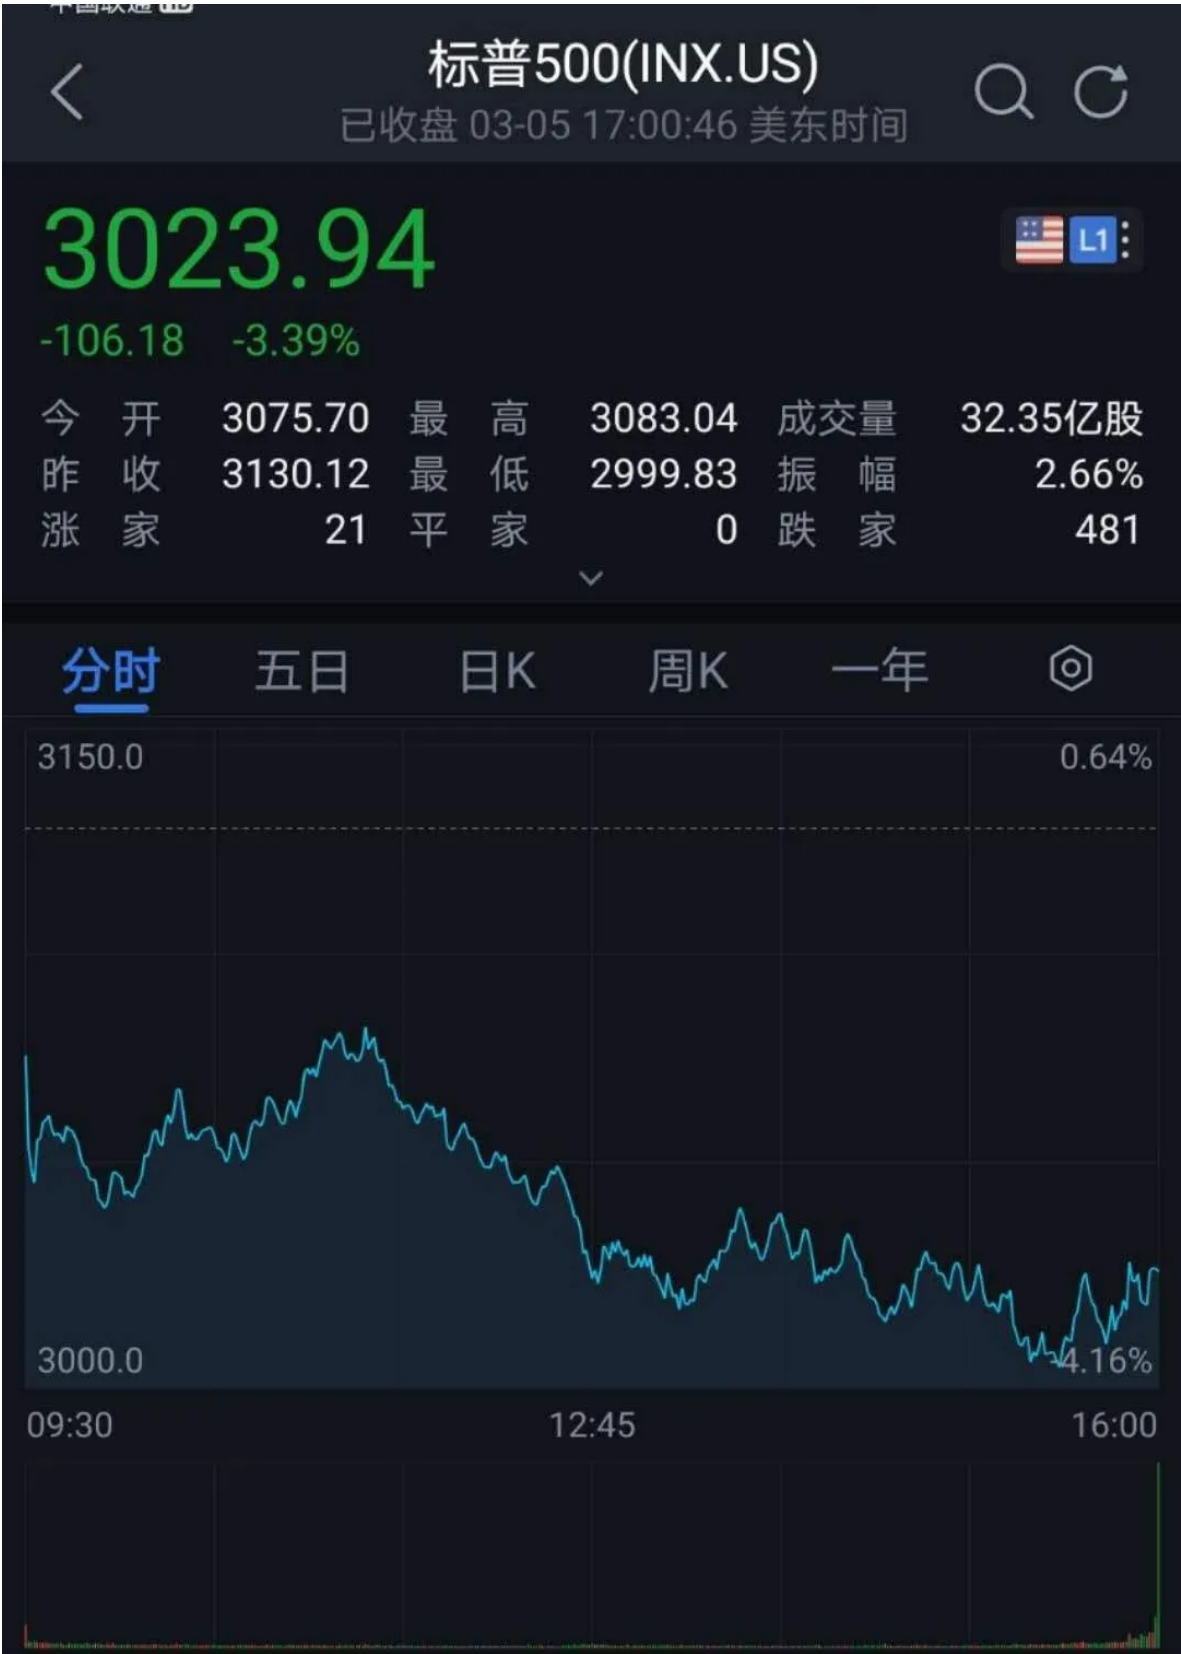 标普500(INX.US)
已收盘 03-05 17:00:46 美东时间
3023.94
L1
-106.18 -3.39%
今开 3075.70 最高 3083.04 成交量 32.35亿股
昨收 3130.12 最低 2999.83 振幅 2.66%
涨家 21 平家 0 跌家 481
分时 五日 日K 周K 一年
3150.0 0.64%
3000.0 -4.16%
09:30 12:45 16:00